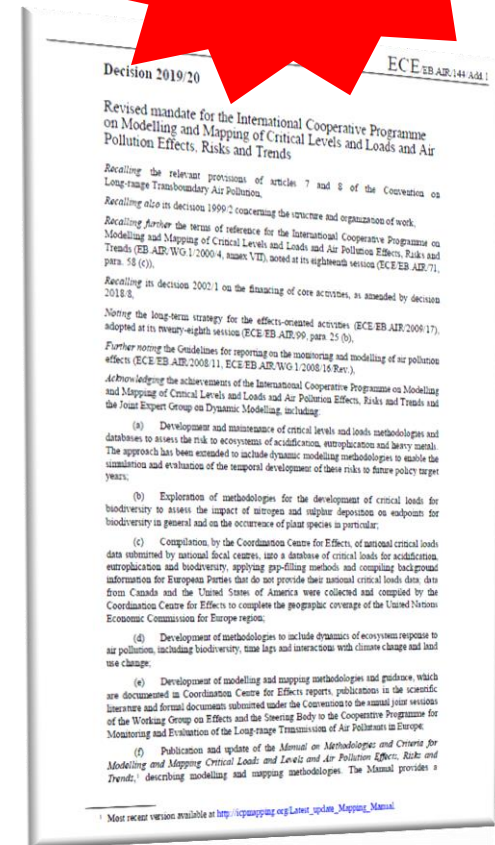 ECE/EB.AIR/144/Add.1
Decision 2019/20
Revised mandate for the International Cooperative Programme
on Modelling and Mapping of Critical Levels and Loads and Air
Pollution Effects, Risks and Trends
Recalling the relevant provisions of articles 7 and 8 of the Convention on
Long-range Transboundary Air Pollution,
Recalling also its decision 1999/2 concerning the structure and organization of work,
Recalling further the terms of reference for the International Cooperative Programme on
Modelling and Mapping of Critical Levels and Loads and Air Pollution Effects, Risks and
Trends (EB.AIR/WG.1/2000/4, annex VII), noted at its eighteenth session (ECE/EB.AIR/71,
para. 58 (c)),
Recalling its decision 2002/1 on the financing of core activities, as amended by decision
2018/8,
Noting the long-term strategy for the effects-oriented activities (ECE/EB.AIR/2009/17),
adopted at its twenty-eighth session (ECE/EB.AIR/99, para. 25 (b),
Further noting the Guidelines for reporting on the monitoring and modelling of air pollution
effects (ECE/EB.AIR/2008/11, ECE/EB.AIR/WG.1/2008/16/Rev.),
Acknowledging the achievements of the International Cooperative Programme on Modelling
and Mapping of Critical Levels and Loads and Air Pollution Effects, Risks and Trends and
the Joint Expert Group on Dynamic Modelling, including:
(a) Development and maintenance of critical levels and loads methodologies and
databases to assess the risk to ecosystems of acidification, eutrophication and heavy metals.
The approach has been extended to include dynamic modelling methodologies to enable the
simulation and evaluation of the temporal development of these risks to future policy target
years;
(b) Exploration of methodologies for the development of critical loads for
biodiversity to assess the impact of nitrogen and sulphur deposition on endpoints for
biodiversity in general and on the occurrence of plant species in particular;
(c) Compilation, by the Coordination Centre for Effects, of national critical loads
data submitted by national focal centres, into a database of critical loads for acidification,
eutrophication and biodiversity, applying gap-filling methods and compiling background
information for European Parties that do not provide their national critical loads data; data
from Canada and the United States of America were collected and compiled by the
Coordination Centre for Effects to complete the geographic coverage of the United Nations
Economic Commission for Europe region;
(d) Development of methodologies to include dynamics of ecosystem response to
air pollution, including biodiversity, time lags and interactions with climate change and land
use change;
(e) Development of modelling and mapping methodologies and guidance, which
are documented in Coordination Centre for Effects reports, publications in the scientific
literature and formal documents submitted under the Convention to the annual joint sessions
of the Working Group on Effects and the Steering Body to the Cooperative Programme for
Monitoring and Evaluation of the Long-range Transmission of Air Pollutants in Europe;
(f) Publication and update of the Manual on Methodologies and Criteria for
Modelling and Mapping Critical Loads and Levels and Air Pollution Effects, Risks and
Trends,¹ describing modelling and mapping methodologies. The Manual provides a
¹ Most recent version available at http://icpmapping.org/Latest_update_Mapping_Manual